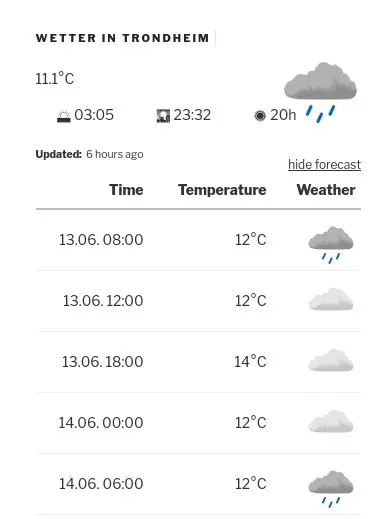 WETTER IN TRONDHEIM
11.1°C
03:05 23:32 20h
Updated: 6 hours ago
hide forecast
Time Temperature Weather
13.06. 08:00 12°C
13.06. 12:00 12°C
13.06. 18:00 14°C
14.06. 00:00 12°C
14.06. 06:00 12°C